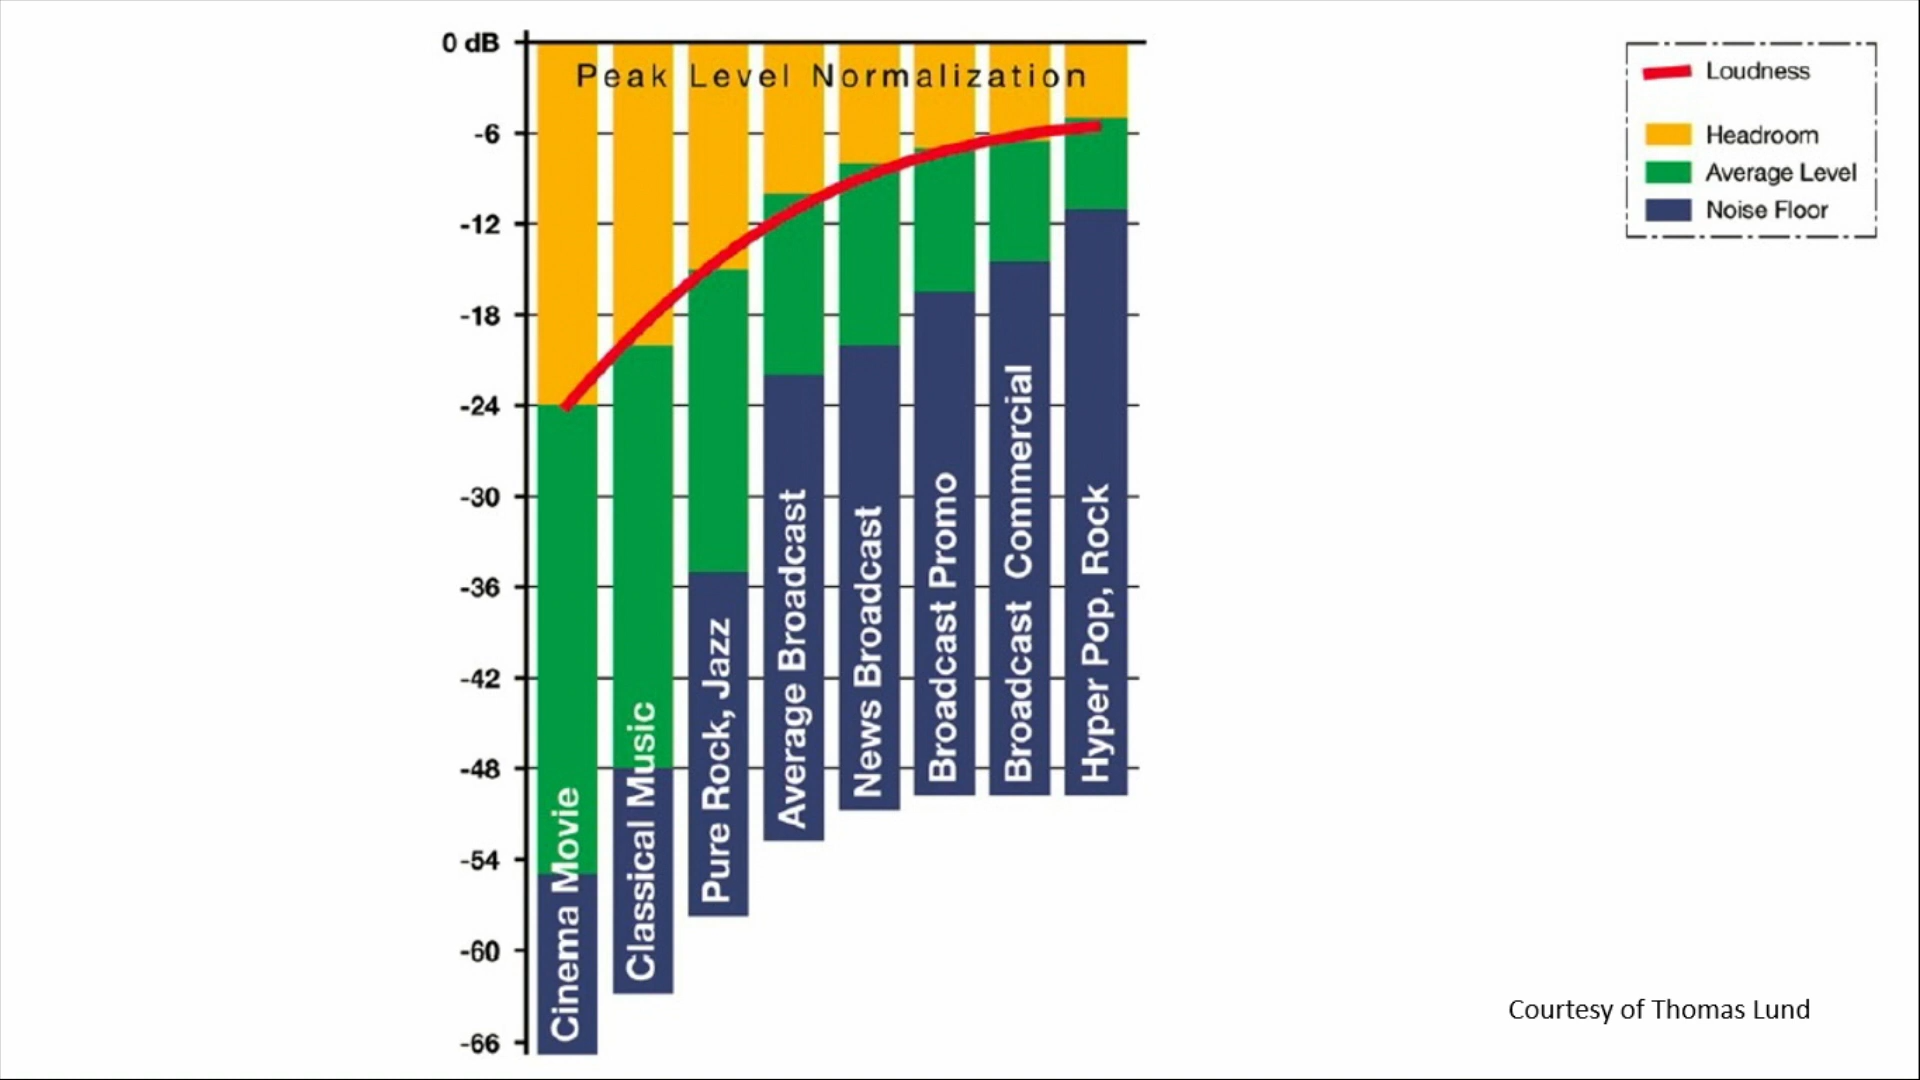 Peak Level Normalization
0 dB
-6
-12
-18
-24
-30
-36
-42
-48
-54
-60
-66
Cinema Movie
Classical Music
Pure Rock, Jazz
Average Broadcast
News Broadcast
Broadcast Promo
Broadcast Commercial
Hyper Pop, Rock
Loudness
Headroom
Average Level
Noise Floor
Courtesy of Thomas Lund